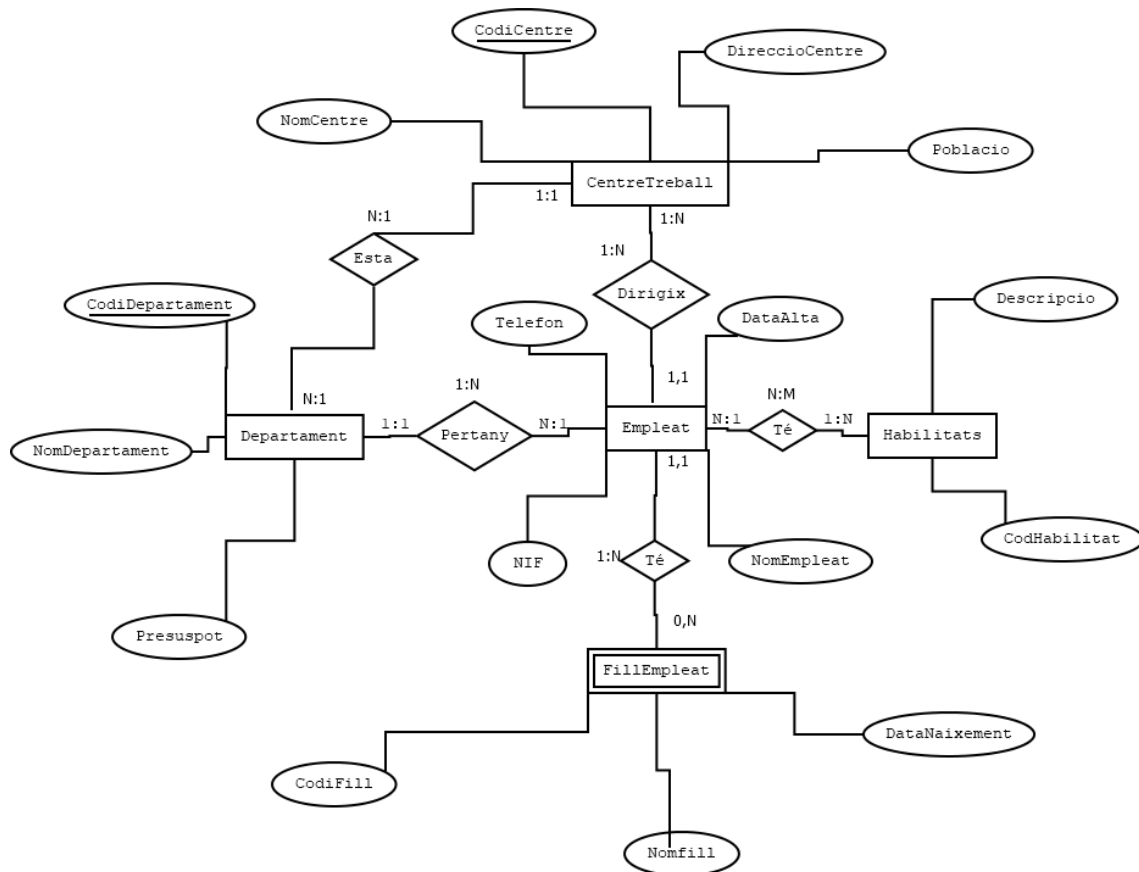 CodiCentre
DireccioCentre
NomCentre
Poblacio
CentreTreball
1:1
1:N
N:1
1:N
Esta
Dirigix
CodiDepartament
Descripcio
Telefon
DataAlta
1:N
1,1
N:M
N:1
Departament
1:1
Pertany
N:1
Empleat
N:1
Té
1:N
Habilitats
NomDepartament
1,1
CodHabilitat
NIF
1:N
Té
NomEmpleat
0,N
Presuspot
FillEmpleat
DataNaixement
CodiFill
Nomfill